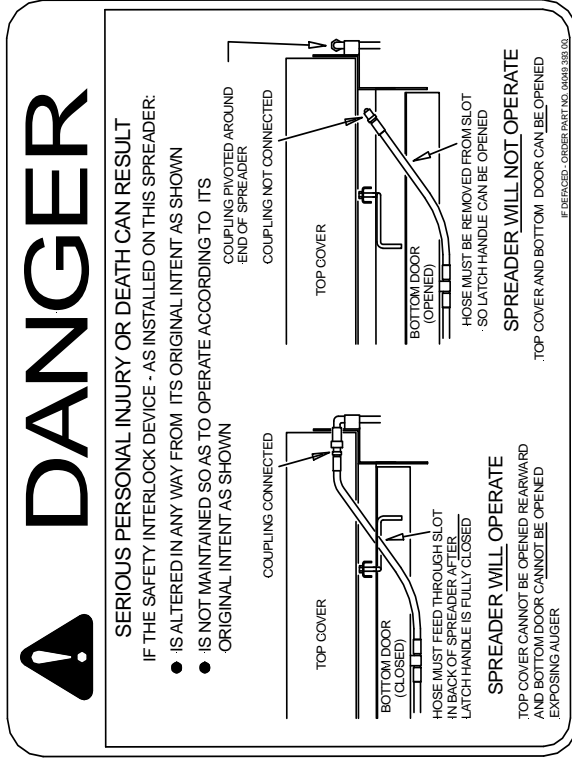 DANGER
SERIOUS PERSONAL INJURY OR DEATH CAN RESULT
IF THE SAFETY INTERLOCK DEVICE - AS INSTALLED ON THIS SPREADER:
● IS ALTERED IN ANY WAY FROM ITS ORIGINAL INTENT AS SHOWN
● IS NOT MAINTAINED SO AS TO OPERATE ACCORDING TO ITS
ORIGINAL INTENT AS SHOWN
COUPLING CONNECTED
TOP COVER
BOTTOM DOOR
(CLOSED)
HOSE MUST FEED THROUGH SLOT
IN BACK OF SPREADER AFTER
LATCH HANDLE IS FULLY CLOSED
SPREADER WILL OPERATE
TOP COVER CANNOT BE OPENED REARWARD
AND BOTTOM DOOR CANNOT BE OPENED
EXPOSING AUGER
COUPLING PIVOTED AROUND
END OF SPREADER
COUPLING NOT CONNECTED
TOP COVER
BOTTOM DOOR
(OPENED)
HOSE MUST BE REMOVED FROM SLOT
SO LATCH HANDLE CAN BE OPENED
SPREADER WILL NOT OPERATE
TOP COVER AND BOTTOM DOOR CAN BE OPENED
IF DEFACED - ORDER PART NO. 04049 393 00